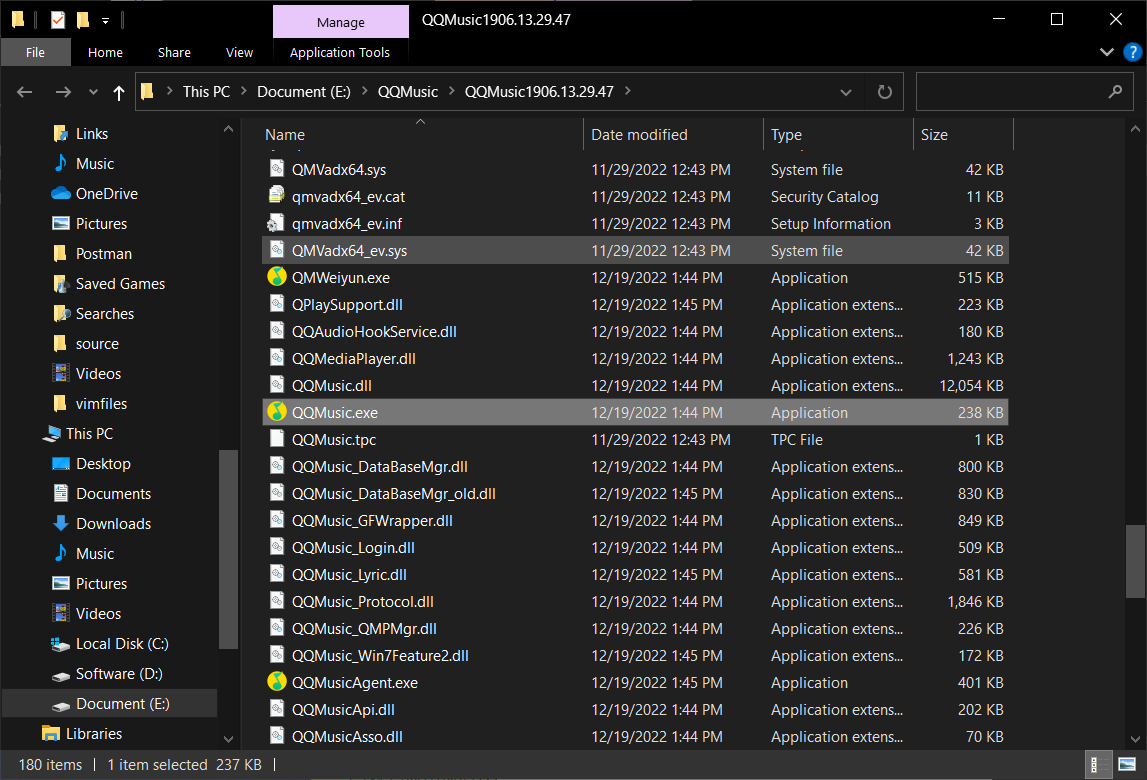 Manage
QQMusic1906.13.29.47
File Home Share View Application Tools
This PC Document (E:) QQMusic QQMusic1906.13.29.47
Links
Music
OneDrive
Pictures
Postman
Saved Games
Searches
source
Videos
vimfiles
This PC
Desktop
Documents
Downloads
Music
Pictures
Videos
Local Disk (C:)
Software (D:)
Document (E:)
Libraries
Name Date modified Type Size
QMVadx64.sys 11/29/2022 12:43 PM System file 42 KB
qmvadx64_ev.cat 11/29/2022 12:43 PM Security Catalog 11 KB
qmvadx64_ev.inf 11/29/2022 12:43 PM Setup Information 3 KB
QMVadx64_ev.sys 11/29/2022 12:43 PM System file 42 KB
QMWeiyun.exe 12/19/2022 1:44 PM Application 515 KB
QPlaySupport.dll 12/19/2022 1:45 PM Application extens... 223 KB
QQAudioHookService.dll 12/19/2022 1:44 PM Application extens... 180 KB
QQMediaPlayer.dll 12/19/2022 1:44 PM Application extens... 1,243 KB
QQMusic.dll 12/19/2022 1:44 PM Application extens... 12,054 KB
QQMusic.exe 12/19/2022 1:44 PM Application 238 KB
QQMusic.tpc 11/29/2022 12:43 PM TPC File 1 KB
QQMusic_DataBaseMgr.dll 12/19/2022 1:44 PM Application extens... 800 KB
QQMusic_DataBaseMgr_old.dll 12/19/2022 1:45 PM Application extens... 830 KB
QQMusic_GFWrapper.dll 12/19/2022 1:44 PM Application extens... 849 KB
QQMusic_Login.dll 12/19/2022 1:44 PM Application extens... 509 KB
QQMusic_Lyric.dll 12/19/2022 1:45 PM Application extens... 581 KB
QQMusic_Protocol.dll 12/19/2022 1:44 PM Application extens... 1,846 KB
QQMusic_QMPMgr.dll 12/19/2022 1:44 PM Application extens... 226 KB
QQMusic_Win7Feature2.dll 12/19/2022 1:45 PM Application extens... 172 KB
QQMusicAgent.exe 12/19/2022 1:45 PM Application 401 KB
QQMusicApi.dll 12/19/2022 1:44 PM Application extens... 202 KB
QQMusicAsso.dll 12/19/2022 1:44 PM Application extens... 70 KB
180 items 1 item selected 237 KB